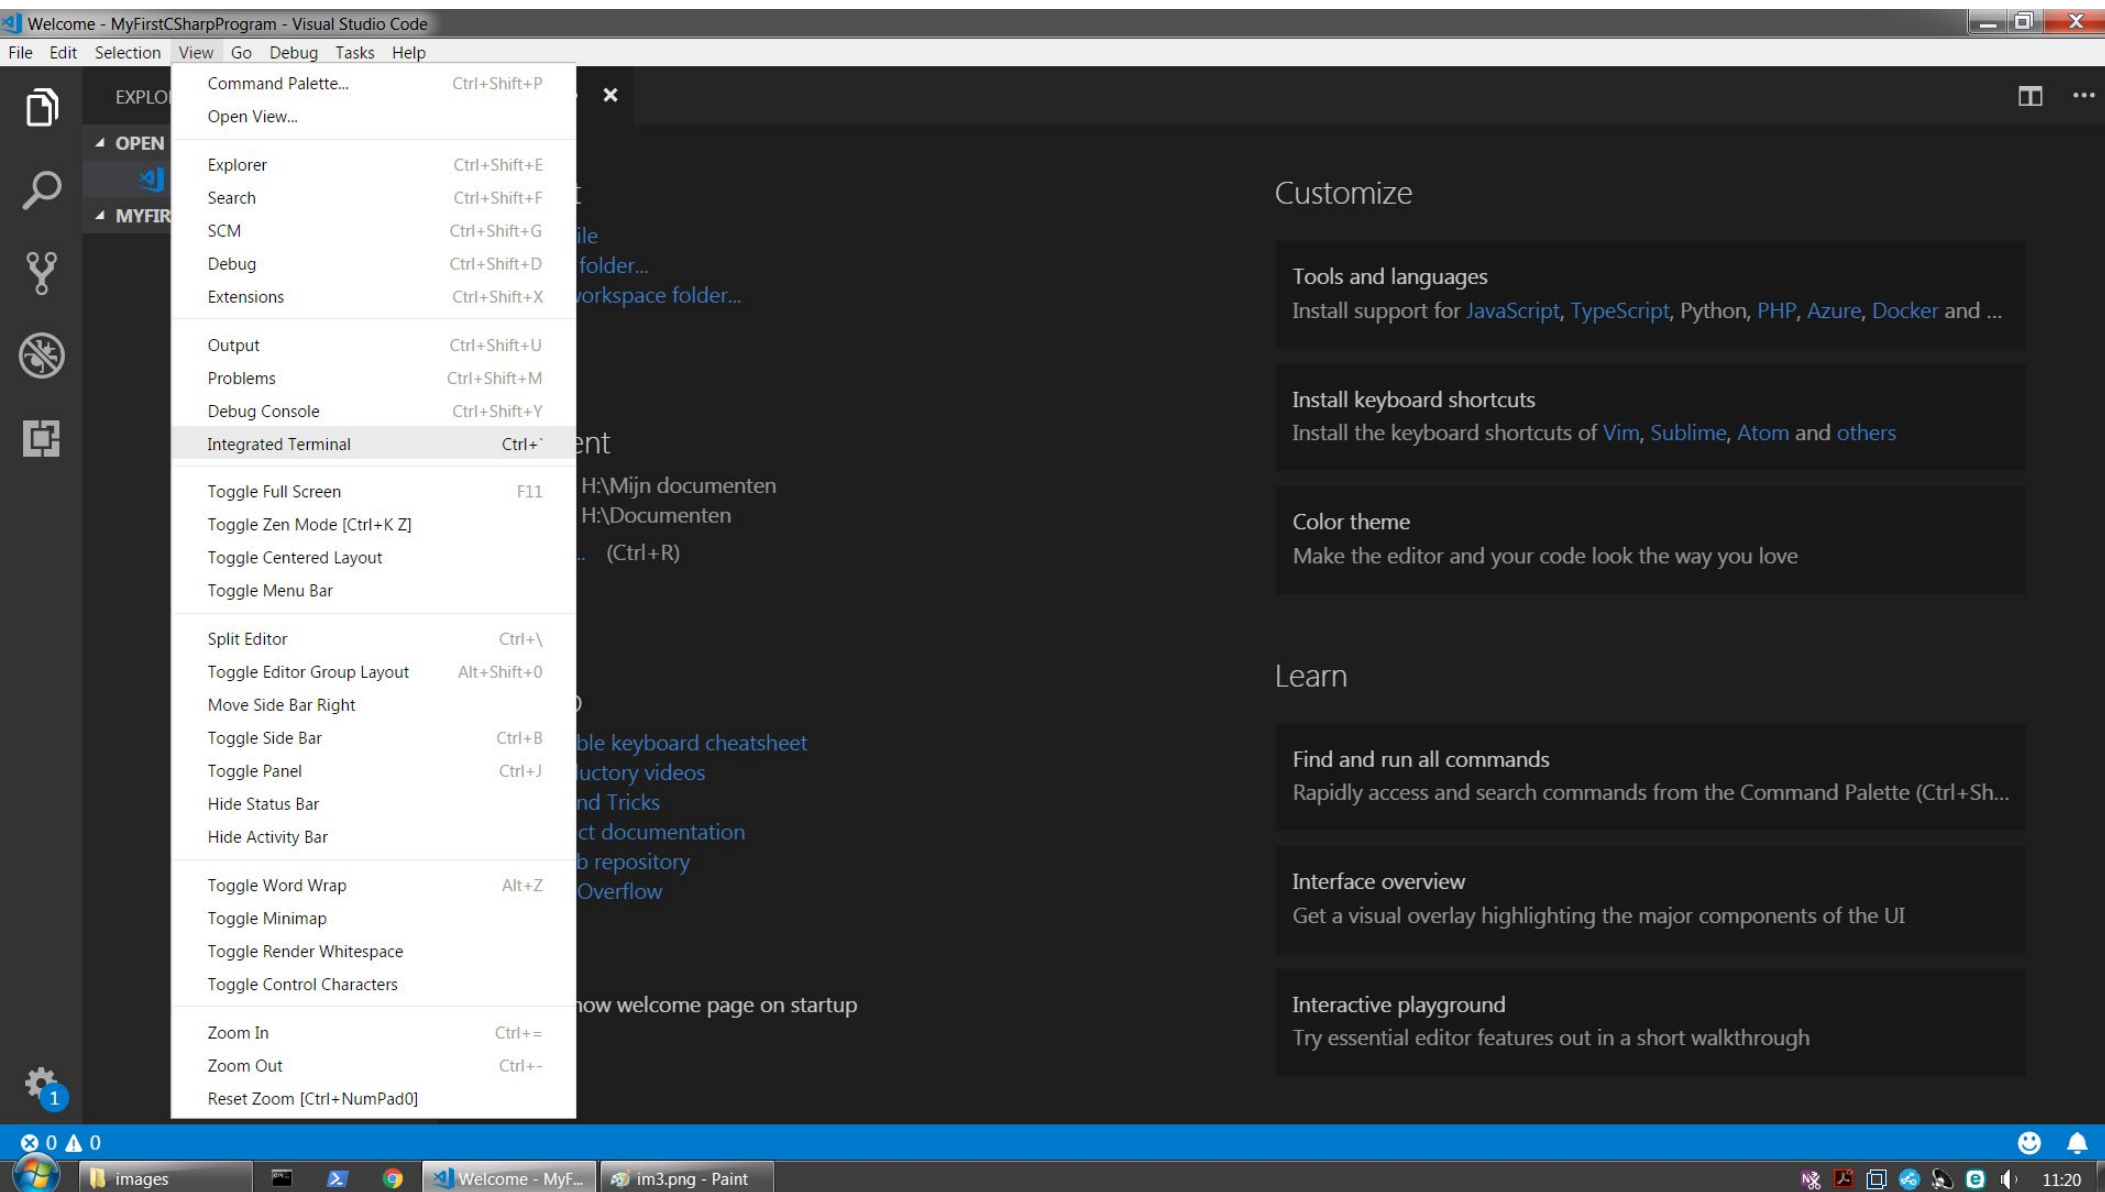 Welcome - MyFirstCSharpProgram - Visual Studio Code
File Edit Selection View Go Debug Tasks Help
EXPLO
OPEN
MYFIR
Command Palette... Ctrl+Shift+P
Open View...
Explorer Ctrl+Shift+E
Search Ctrl+Shift+F
SCM Ctrl+Shift+G
Debug Ctrl+Shift+D
Extensions Ctrl+Shift+X
Output Ctrl+Shift+U
Problems Ctrl+Shift+M
Debug Console Ctrl+Shift+Y
Integrated Terminal Ctrl+`
Toggle Full Screen F11
Toggle Zen Mode [Ctrl+K Z]
Toggle Centered Layout
Toggle Menu Bar
Split Editor Ctrl+\
Toggle Editor Group Layout Alt+Shift+0
Move Side Bar Right
Toggle Side Bar Ctrl+B
Toggle Panel Ctrl+J
Hide Status Bar
Hide Activity Bar
Toggle Word Wrap Alt+Z
Toggle Minimap
Toggle Render Whitespace
Toggle Control Characters
Zoom In Ctrl+=
Zoom Out Ctrl+-
Reset Zoom [Ctrl+NumPad0]
ile
folder...
orkspace folder...
ent
H:\Mijn documenten
H:\Documenten
.. (Ctrl+R)
ble keyboard cheatsheet
uctory videos
nd Tricks
ct documentation
b repository
Overflow
how welcome page on startup
Customize
Tools and languages
Install support for JavaScript, TypeScript, Python, PHP, Azure, Docker and ...
Install keyboard shortcuts
Install the keyboard shortcuts of Vim, Sublime, Atom and others
Color theme
Make the editor and your code look the way you love
Learn
Find and run all commands
Rapidly access and search commands from the Command Palette (Ctrl+Sh...
Interface overview
Get a visual overlay highlighting the major components of the UI
Interactive playground
Try essential editor features out in a short walkthrough
1
0 0
images
Welcome - MyF...
im3.png - Paint
11:20